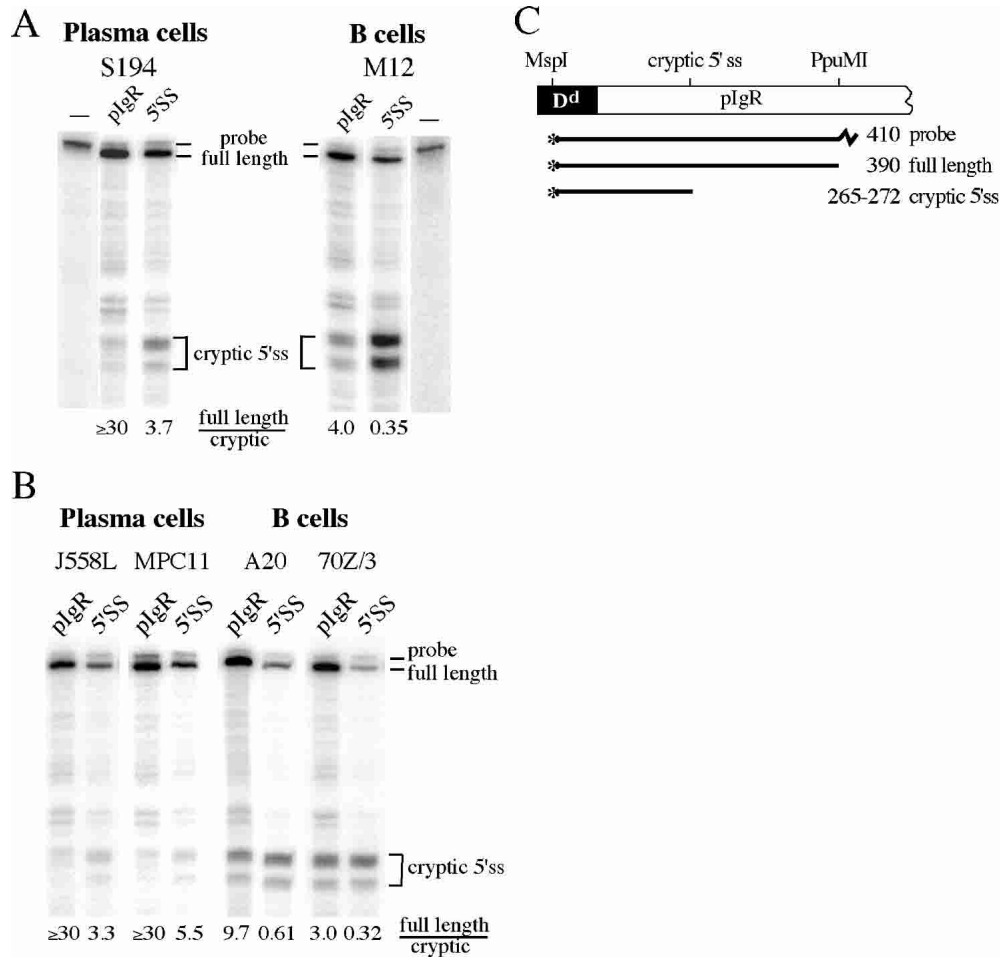 A
Plasma cells
B cells
S194
M12
— pIgR 5'SS
pIgR 5'SS —
probe
full length
cryptic 5'ss
≥30 3.7 full length 4.0 0.35
cryptic
C
MspI cryptic 5' ss PpuMI
Dd pIgR
* 410 probe
* 390 full length
* 265-272 cryptic 5'ss
B
Plasma cells B cells
J558L MPC11 A20 70Z/3
pIgR 5'SS pIgR 5'SS pIgR 5'SS pIgR 5'SS
probe
full length
cryptic 5'ss
≥30 3.3 ≥30 5.5 9.7 0.61 3.0 0.32 full length
cryptic